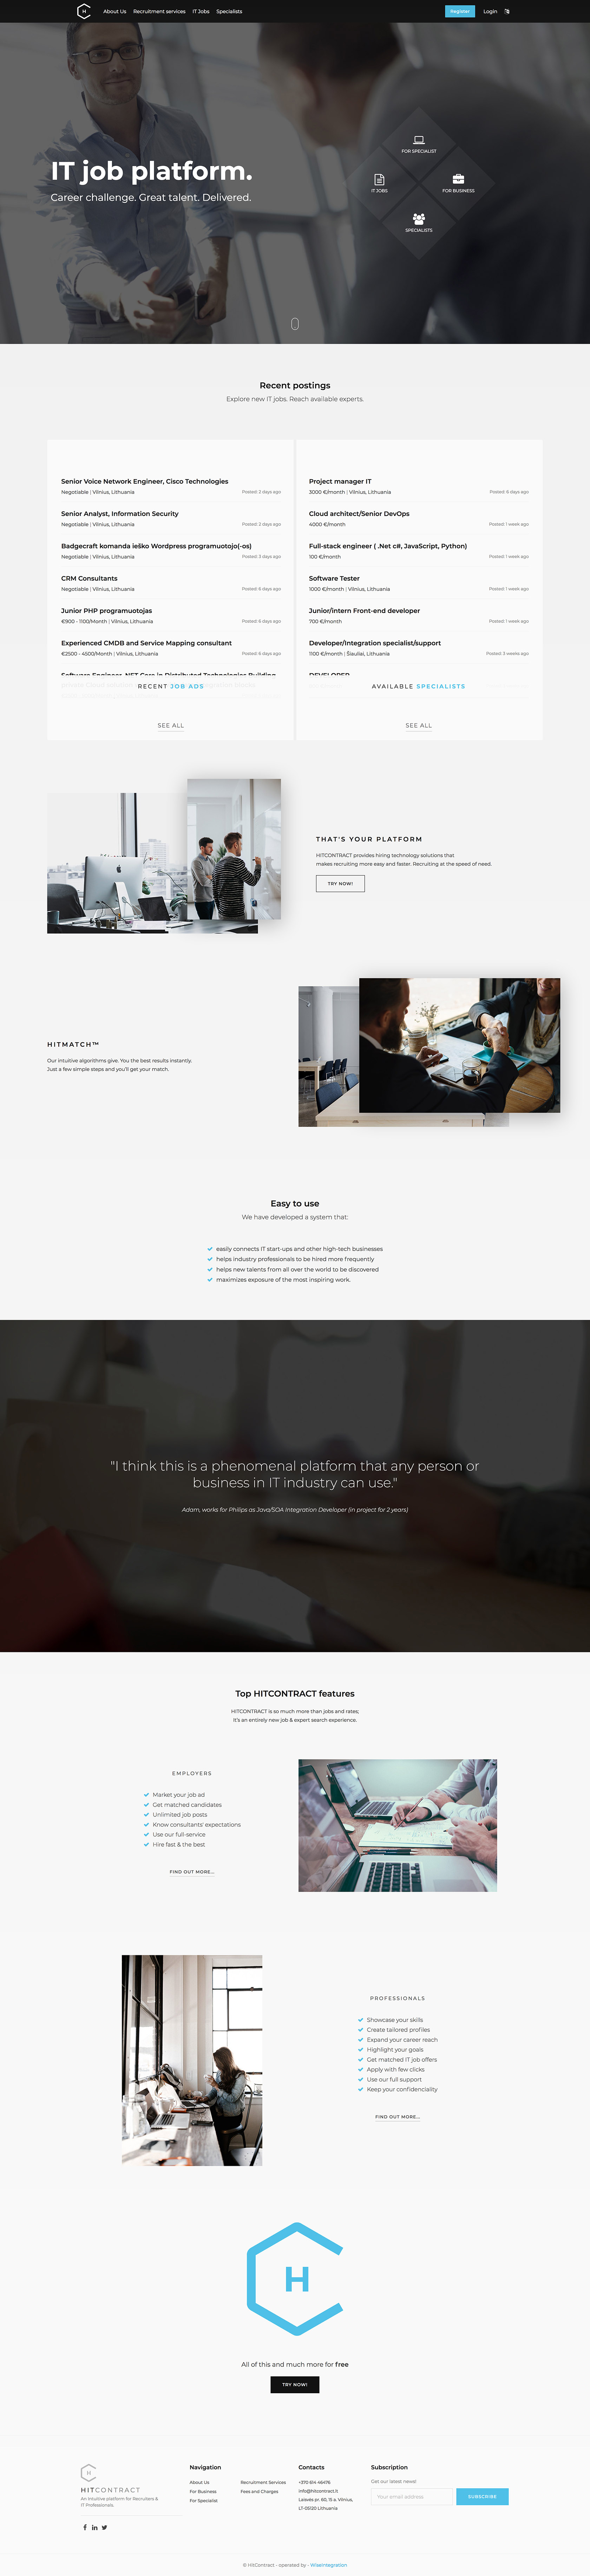 H
About Us
Recruitment services
IT Jobs
Specialists
Register
Login
IT job platform.
Career challenge. Great talent. Delivered.
FOR SPECIALIST
IT JOBS
FOR BUSINESS
SPECIALISTS
Recent postings
Explore new IT jobs. Reach available experts.
Senior Voice Network Engineer, Cisco Technologies
Negotiable | Vilnius, Lithuania
Posted: 2 days ago
Senior Analyst, Information Security
Negotiable | Vilnius, Lithuania
Posted: 2 days ago
Badgecraft komanda ieško Wordpress programuotojo(-os)
Negotiable | Vilnius, Lithuania
Posted: 3 days ago
CRM Consultants
Negotiable | Vilnius, Lithuania
Posted: 6 days ago
Junior PHP programuotojas
€900 - 1100/Month | Vilnius, Lithuania
Posted: 6 days ago
Experienced CMDB and Service Mapping consultant
€2500 - 4500/Month | Vilnius, Lithuania
Posted: 6 days ago
Software Engineer, .NET Core in Distributed Technologies Building
RECENT JOB ADS
SEE ALL
Project manager IT
3000 €/month | Vilnius, Lithuania
Posted: 6 days ago
Cloud architect/Senior DevOps
4000 €/month
Posted: 1 week ago
Full-stack engineer ( .Net c#, JavaScript, Python)
100 €/month
Posted: 1 week ago
Software Tester
1000 €/month | Vilnius, Lithuania
Posted: 1 week ago
Junior/intern Front-end developer
700 €/month
Posted: 1 week ago
Developer/Integration specialist/support
1100 €/month | Šiauliai, Lithuania
Posted: 3 weeks ago
DEVELOPER
AVAILABLE SPECIALISTS
SEE ALL
THAT'S YOUR PLATFORM
HITCONTRACT provides hiring technology solutions that
makes recruiting more easy and faster. Recruiting at the speed of need.
TRY NOW!
HITMATCH™
Our intuitive algorithms give. You the best results instantly.
Just a few simple steps and you'll get your match.
Easy to use
We have developed a system that:
easily connects IT start-ups and other high-tech businesses
helps industry professionals to be hired more frequently
helps new talents from all over the world to be discovered
maximizes exposure of the most inspiring work.
"I think this is a phenomenal platform that any person or
business in IT industry can use."
Adam, works for Philips as Java/SOA Integration Developer (in project for 2 years)
Top HITCONTRACT features
HITCONTRACT is so much more than jobs and rates;
it's an entirely new job & expert search experience.
EMPLOYERS
Market your job ad
Get matched candidates
Unlimited job posts
Know consultants' expectations
Use our full-service
Hire fast & the best
FIND OUT MORE...
PROFESSIONALS
Showcase your skills
Create tailored profiles
Expand your career reach
Highlight your goals
Get matched IT job offers
Apply with few clicks
Use our full support
Keep your confidenciality
FIND OUT MORE...
H
All of this and much more for free
TRY NOW!
H
HITCONTRACT
An Intuitive platform for Recruiters &
IT Professionals.
Navigation
About Us
For Business
For Specialist
Recruitment Services
Fees and Charges
Contacts
+370 614 46476
info@hitcontract.lt
Laisvės pr. 60, 15 a. Vilnius,
LT-05120 Lithuania
Subscription
Get our latest news!
Your email address
SUBSCRIBE
© HitContract - operated by - WiseIntegration